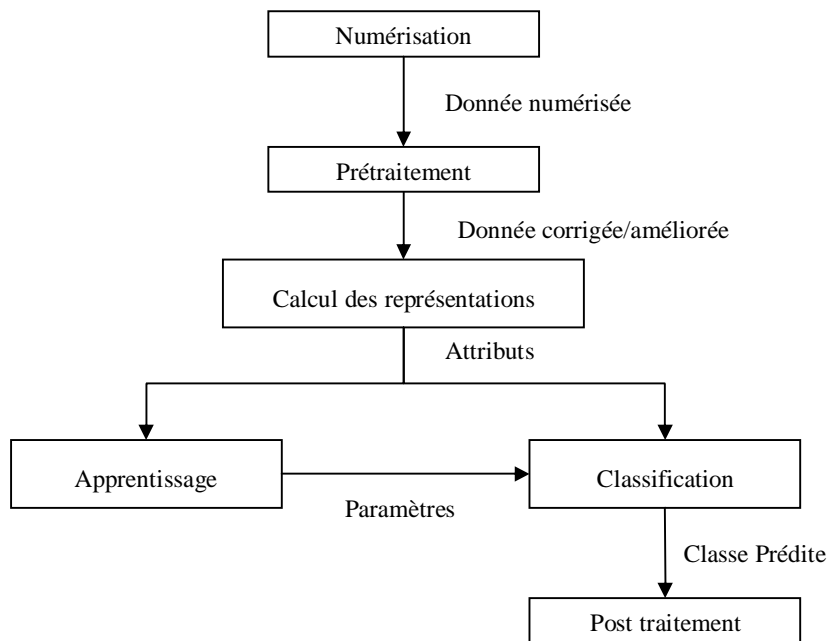 Numérisation
Donnée numérisée
Prétraitement
Donnée corrigée/améliorée
Calcul des représentations
Attributs
Apprentissage
Classification
Paramètres
Classe Prédite
Post traitement